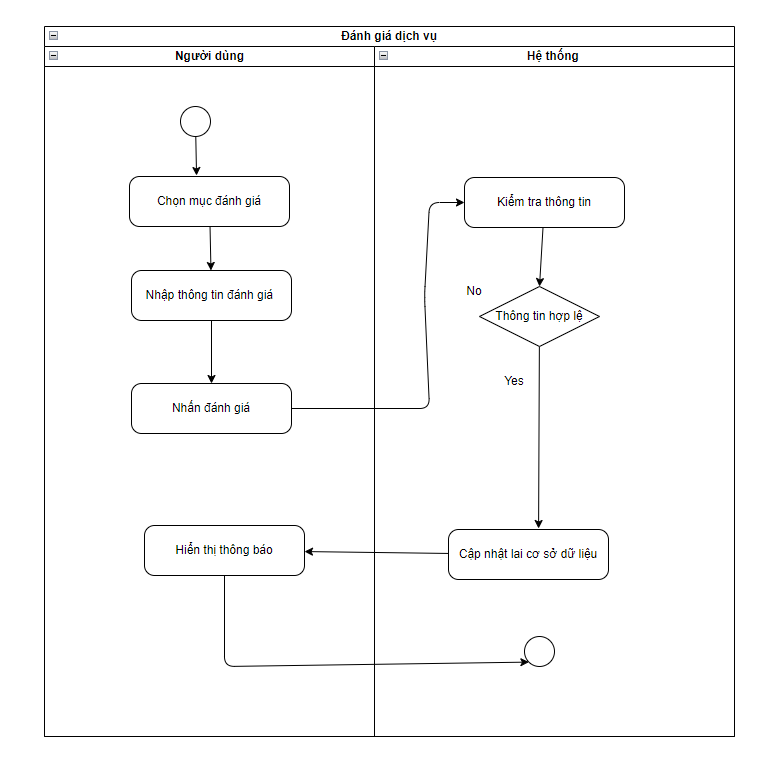 Đánh giá dịch vụ
Người dùng
Hệ thống
Chọn mục đánh giá
Kiểm tra thông tin
Nhập thông tin đánh giá
No
Thông tin hợp lệ
Yes
Nhấn đánh giá
Hiển thị thông báo
Cập nhật lai cơ sở dữ liệu